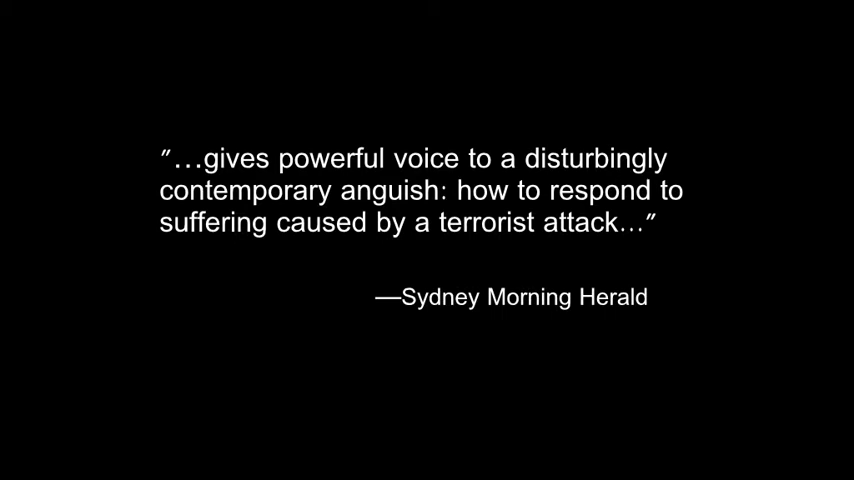 "...gives powerful voice to a disturbingly
contemporary anguish: how to respond to
suffering caused by a terrorist attack..."
—Sydney Morning Herald